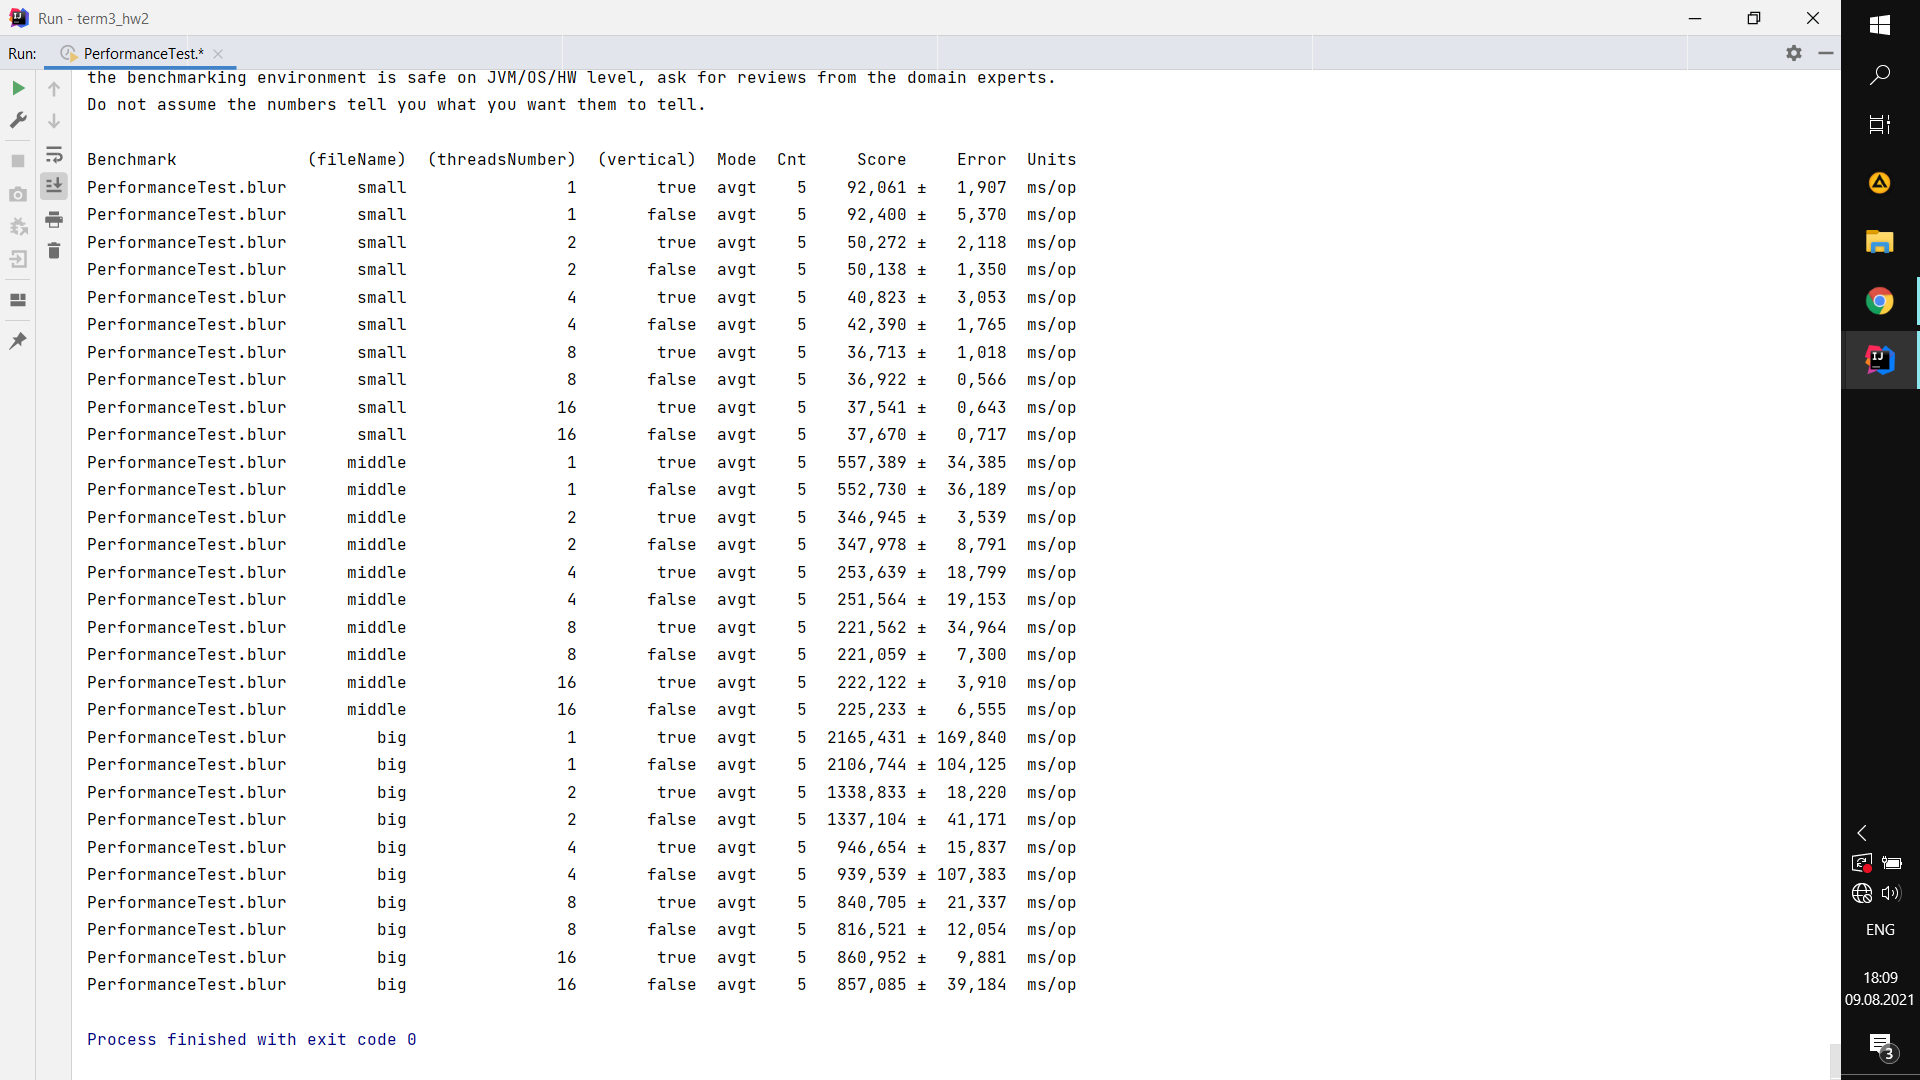 Run - term3_hw2
Run: PerformanceTest.*
the benchmarking environment is safe on JVM/OS/HW level, ask for reviews from the domain experts.
Do not assume the numbers tell you what you want them to tell.
Benchmark (fileName) (threadsNumber) (vertical) Mode Cnt Score Error Units
PerformanceTest.blur small 1 true avgt 5 92,061 ± 1,907 ms/op
PerformanceTest.blur small 1 false avgt 5 92,400 ± 5,370 ms/op
PerformanceTest.blur small 2 true avgt 5 50,272 ± 2,118 ms/op
PerformanceTest.blur small 2 false avgt 5 50,138 ± 1,350 ms/op
PerformanceTest.blur small 4 true avgt 5 40,823 ± 3,053 ms/op
PerformanceTest.blur small 4 false avgt 5 42,390 ± 1,765 ms/op
PerformanceTest.blur small 8 true avgt 5 36,713 ± 1,018 ms/op
PerformanceTest.blur small 8 false avgt 5 36,922 ± 0,566 ms/op
PerformanceTest.blur small 16 true avgt 5 37,541 ± 0,643 ms/op
PerformanceTest.blur small 16 false avgt 5 37,670 ± 0,717 ms/op
PerformanceTest.blur middle 1 true avgt 5 557,389 ± 34,385 ms/op
PerformanceTest.blur middle 1 false avgt 5 552,730 ± 36,189 ms/op
PerformanceTest.blur middle 2 true avgt 5 346,945 ± 3,539 ms/op
PerformanceTest.blur middle 2 false avgt 5 347,978 ± 8,791 ms/op
PerformanceTest.blur middle 4 true avgt 5 253,639 ± 18,799 ms/op
PerformanceTest.blur middle 4 false avgt 5 251,564 ± 19,153 ms/op
PerformanceTest.blur middle 8 true avgt 5 221,562 ± 34,964 ms/op
PerformanceTest.blur middle 8 false avgt 5 221,059 ± 7,300 ms/op
PerformanceTest.blur middle 16 true avgt 5 222,122 ± 3,910 ms/op
PerformanceTest.blur middle 16 false avgt 5 225,233 ± 6,555 ms/op
PerformanceTest.blur big 1 true avgt 5 2165,431 ± 169,840 ms/op
PerformanceTest.blur big 1 false avgt 5 2106,744 ± 104,125 ms/op
PerformanceTest.blur big 2 true avgt 5 1338,833 ± 18,220 ms/op
PerformanceTest.blur big 2 false avgt 5 1337,104 ± 41,171 ms/op
PerformanceTest.blur big 4 true avgt 5 946,654 ± 15,837 ms/op
PerformanceTest.blur big 4 false avgt 5 939,539 ± 107,383 ms/op
PerformanceTest.blur big 8 true avgt 5 840,705 ± 21,337 ms/op
PerformanceTest.blur big 8 false avgt 5 816,521 ± 12,054 ms/op
PerformanceTest.blur big 16 true avgt 5 860,952 ± 9,881 ms/op
PerformanceTest.blur big 16 false avgt 5 857,085 ± 39,184 ms/op
Process finished with exit code 0
IJ
ENG
18:09
09.08.2021
3